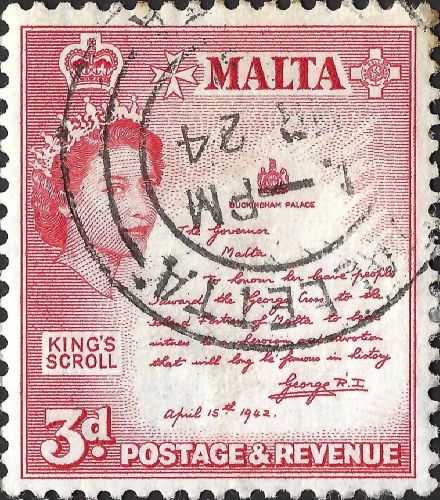 MALTA
BUCKINGHAM PALACE
The Governor
Malta
To honour her brave people
I award the George Cross to the
Island Fortress of Malta to bear
witness to a heroism and devotion
that will long be famous in history
George R.I.
April 15th 1942.
KING'S
SCROLL
3d.
POSTAGE & REVENUE
PM
24